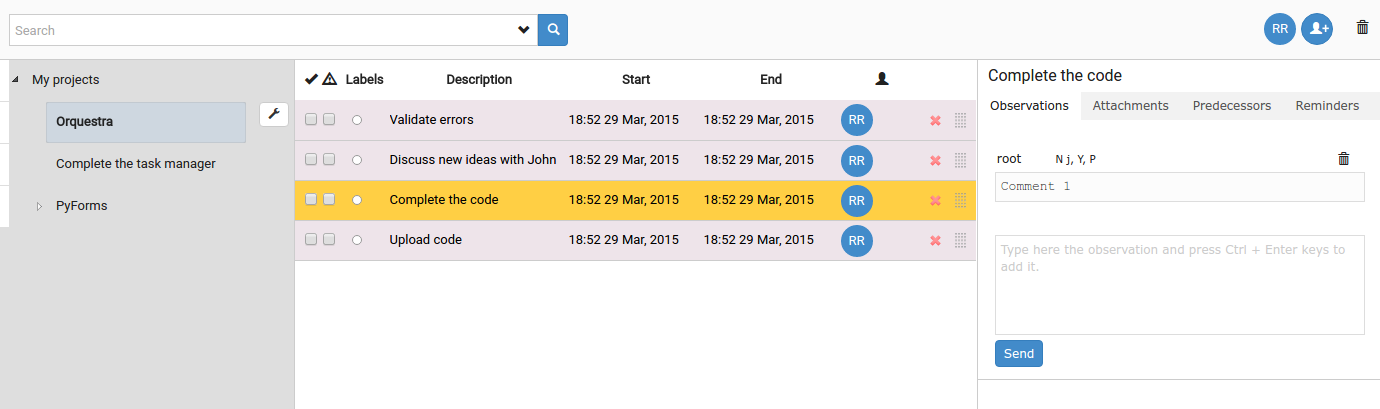 Search
RR
My projects
Orquestra
Complete the task manager
PyForms
Labels Description Start End
Validate errors 18:52 29 Mar, 2015 18:52 29 Mar, 2015 RR
Discuss new ideas with John 18:52 29 Mar, 2015 18:52 29 Mar, 2015 RR
Complete the code 18:52 29 Mar, 2015 18:52 29 Mar, 2015 RR
Upload code 18:52 29 Mar, 2015 18:52 29 Mar, 2015 RR
Complete the code
Observations Attachments Predecessors Reminders
root N j, Y, P
Comment 1
Type here the observation and press Ctrl + Enter keys to
add it.
Send